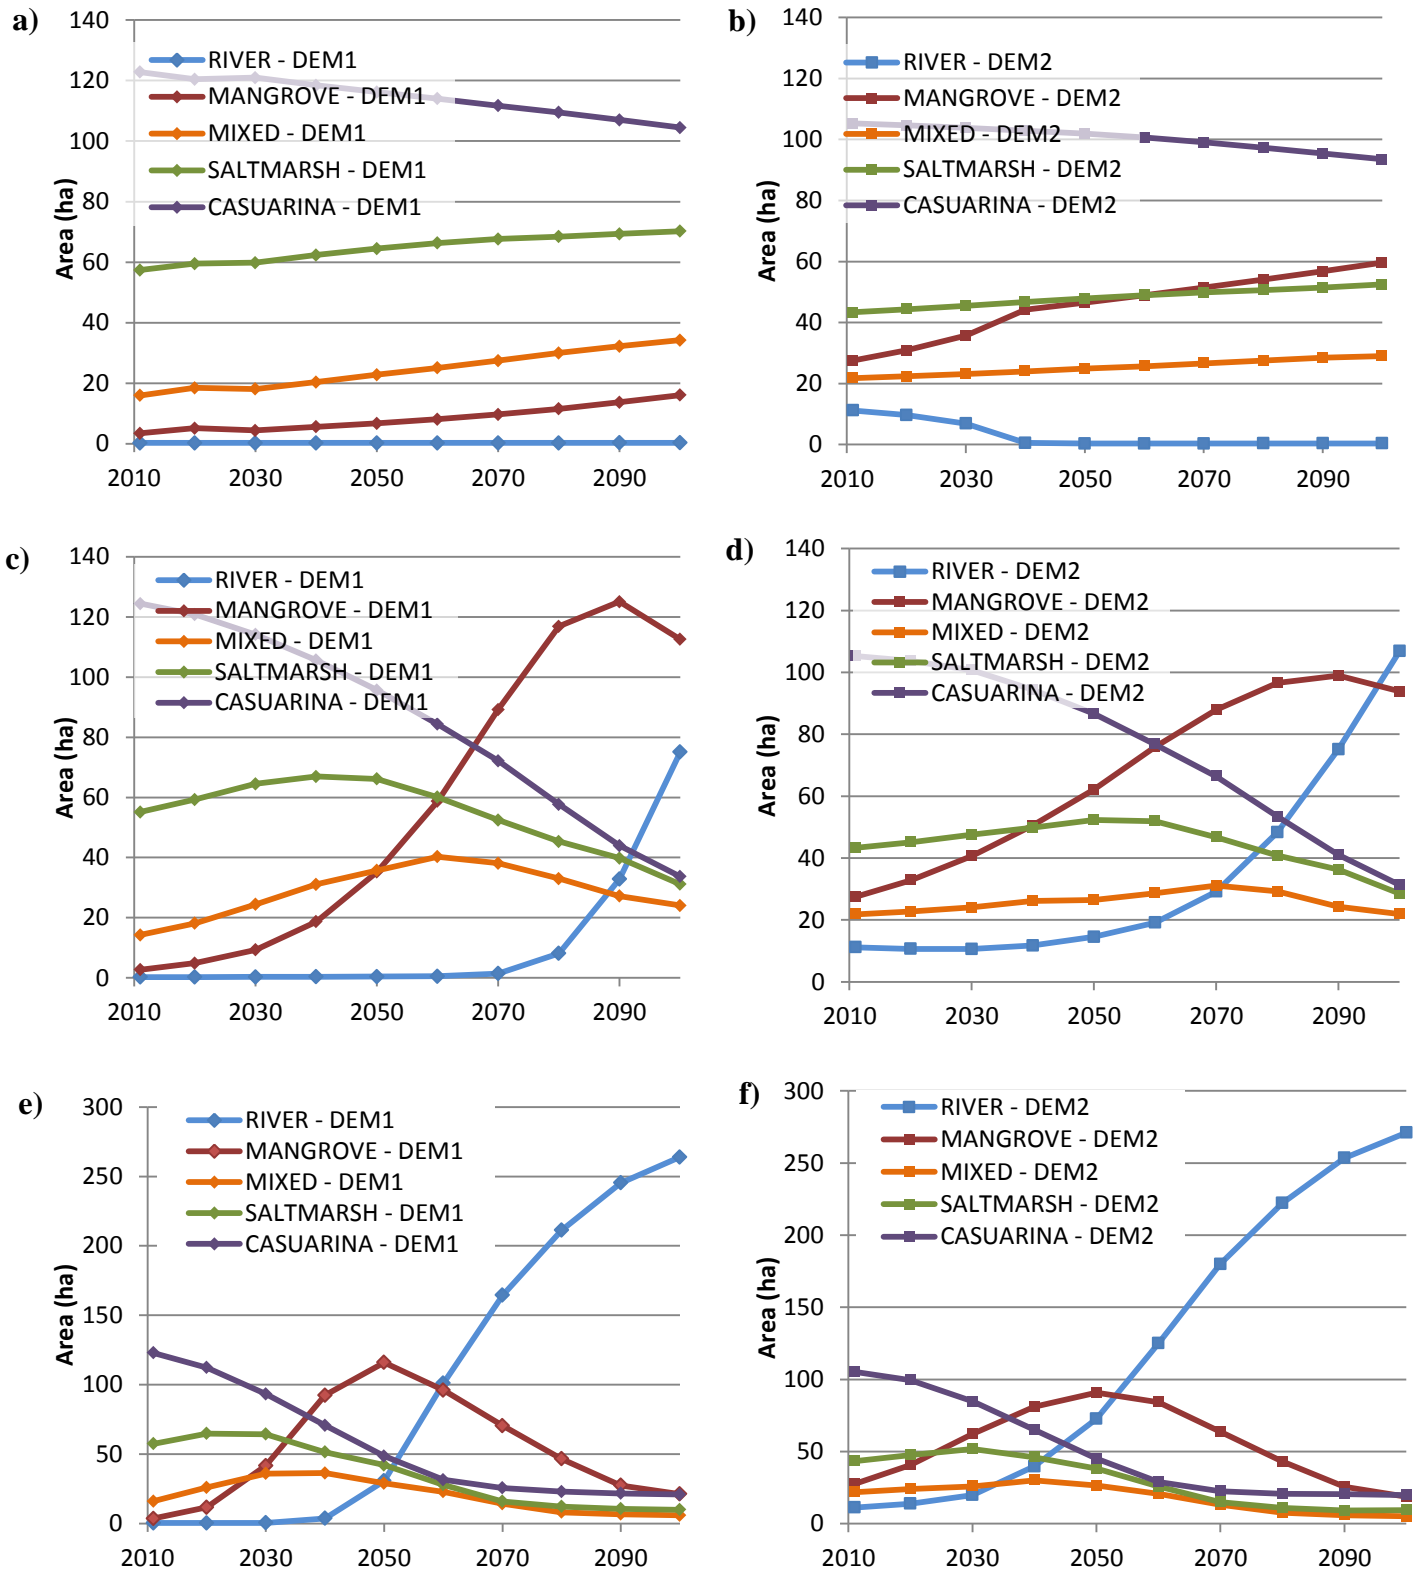 a)
140
120
100
80
60
40
20
0
Area (ha)
RIVER - DEM1
MANGROVE - DEM1
MIXED - DEM1
SALTMARSH - DEM1
CASUARINA - DEM1
2010 2030 2050 2070 2090
b)
140
120
100
80
60
40
20
0
Area (ha)
RIVER - DEM2
MANGROVE - DEM2
MIXED - DEM2
SALTMARSH - DEM2
CASUARINA - DEM2
2010 2030 2050 2070 2090
c)
140
120
100
80
60
40
20
0
Area (ha)
RIVER - DEM1
MANGROVE - DEM1
MIXED - DEM1
SALTMARSH - DEM1
CASUARINA - DEM1
2010 2030 2050 2070 2090
d)
140
120
100
80
60
40
20
0
Area (ha)
RIVER - DEM2
MANGROVE - DEM2
MIXED - DEM2
SALTMARSH - DEM2
CASUARINA - DEM2
2010 2030 2050 2070 2090
e)
300
250
200
150
100
50
0
Area (ha)
RIVER - DEM1
MANGROVE - DEM1
MIXED - DEM1
SALTMARSH - DEM1
CASUARINA - DEM1
2010 2030 2050 2070 2090
f)
300
250
200
150
100
50
0
Area (ha)
RIVER - DEM2
MANGROVE - DEM2
MIXED - DEM2
SALTMARSH - DEM2
CASUARINA - DEM2
2010 2030 2050 2070 2090